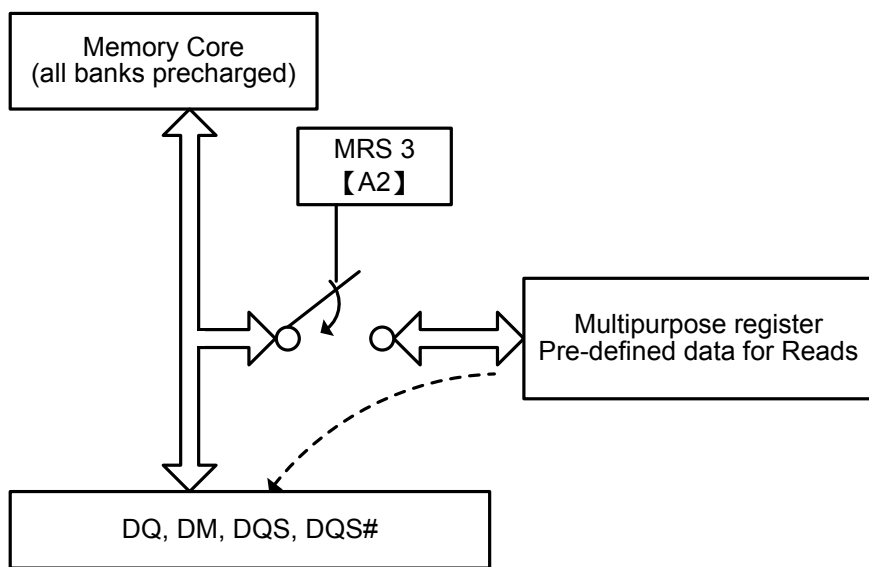 Memory Core
(all banks precharged)
MRS 3
【A2】
Multipurpose register
Pre-defined data for Reads
DQ, DM, DQS, DQS#